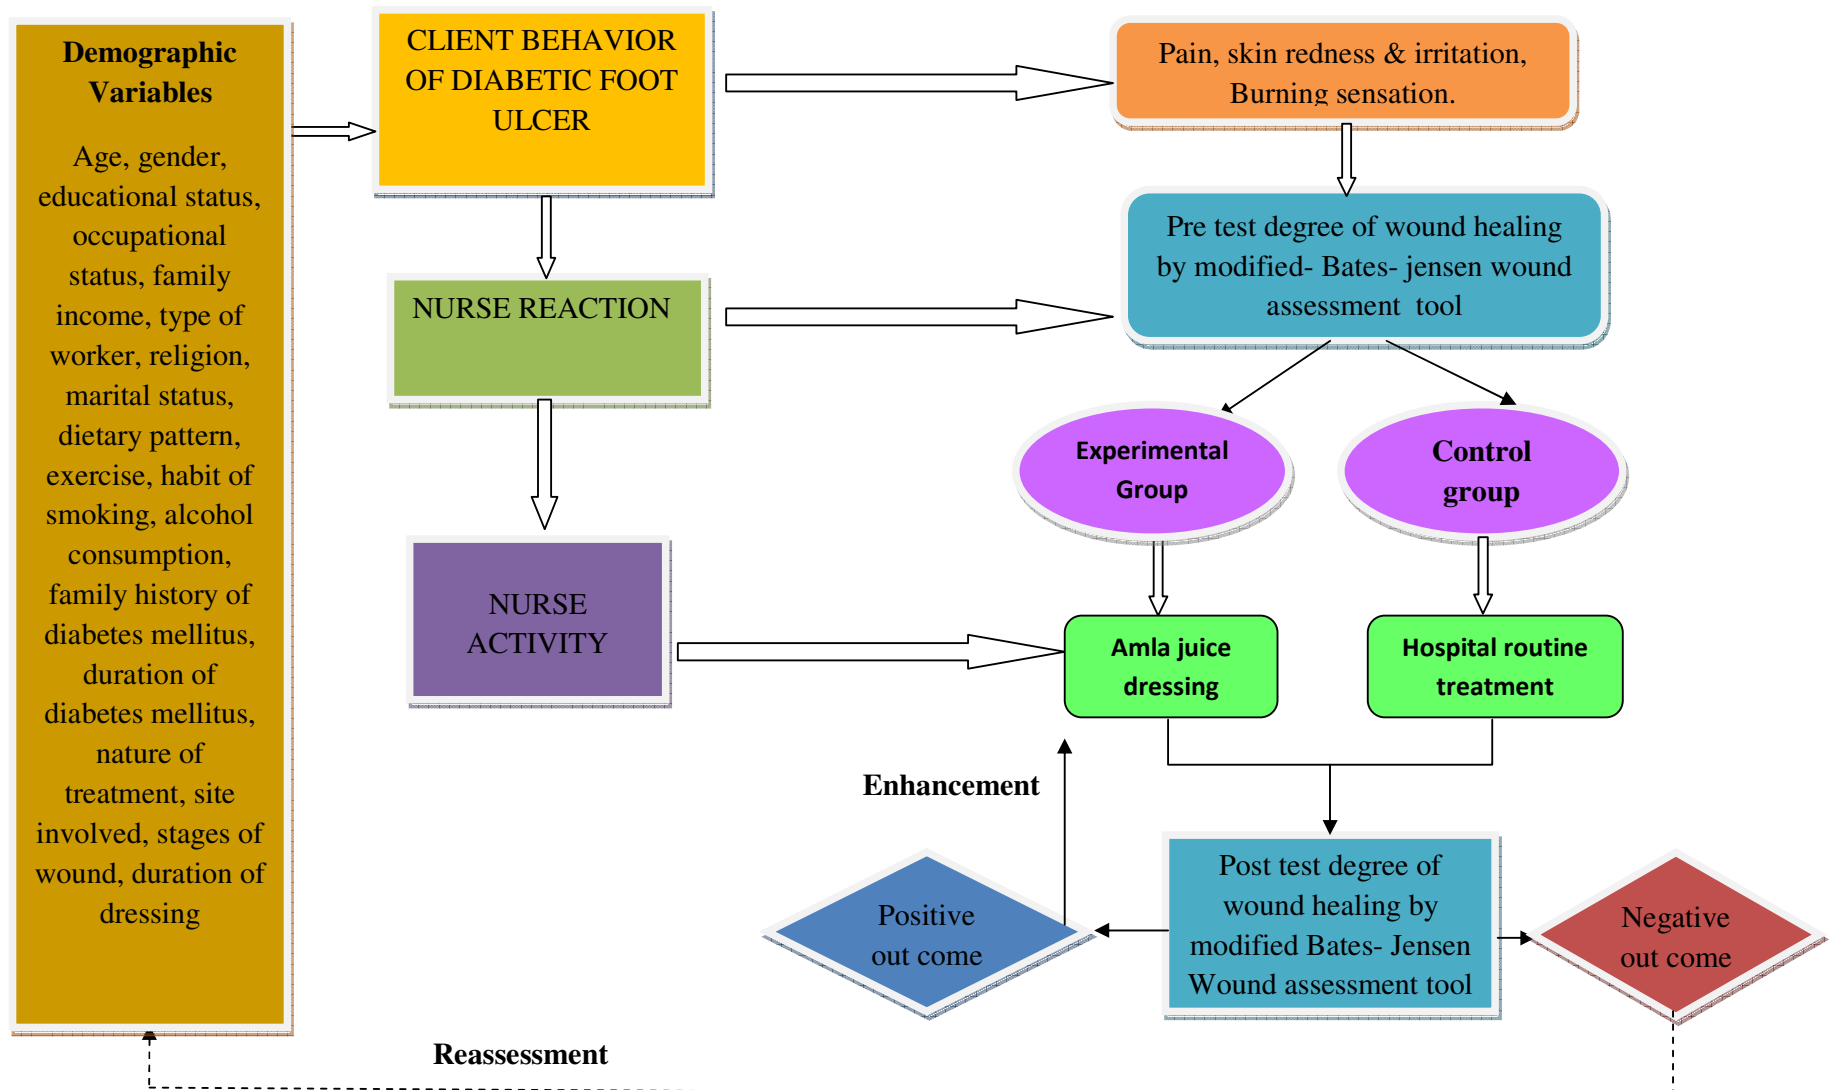 Demographic
Variables
Age, gender,
educational status,
occupational
status, family
income, type of
worker, religion,
marital status,
dietary pattern,
exercise, habit of
smoking, alcohol
consumption,
family history of
diabetes mellitus,
duration of
diabetes mellitus,
nature of
treatment, site
involved, stages of
wound, duration of
dressing
CLIENT BEHAVIOR
OF DIABETIC FOOT
ULCER
Pain, skin redness & irritation,
Burning sensation.
NURSE REACTION
Pre test degree of wound healing
by modified- Bates- jensen wound
assessment tool
Experimental
Group
Control
group
NURSE
ACTIVITY
Amla juice
dressing
Hospital routine
treatment
Enhancement
Positive
out come
Post test degree of
wound healing by
modified Bates- Jensen
Wound assessment tool
Negative
out come
Reassessment